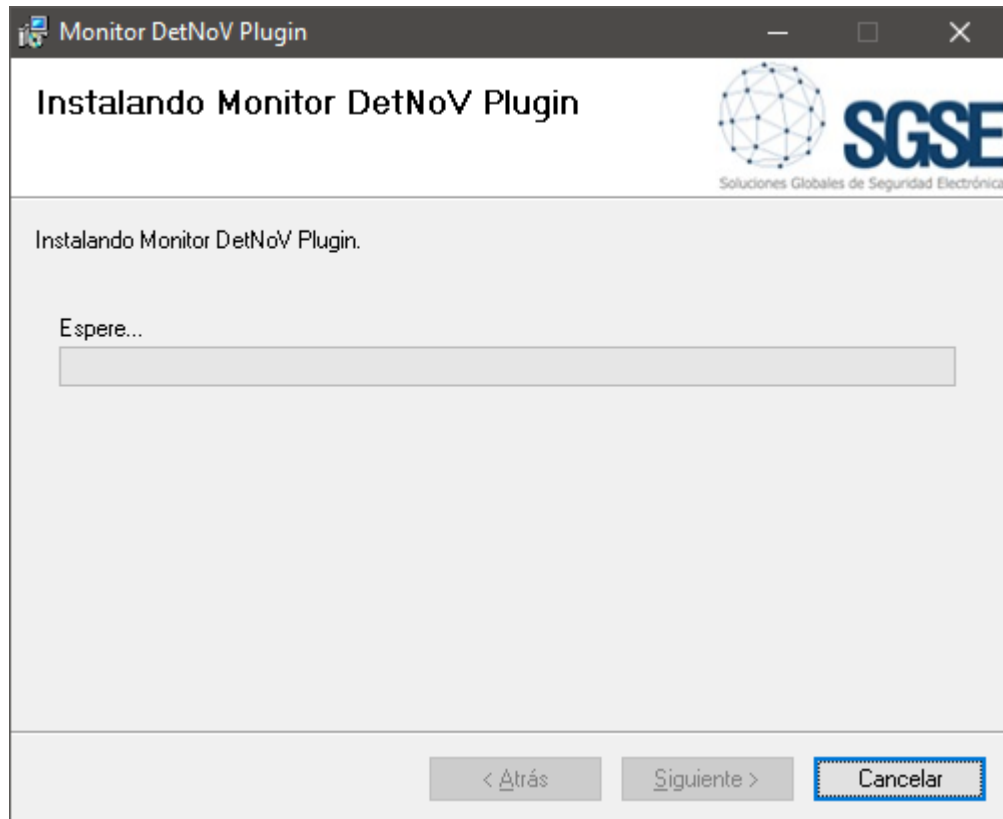 Monitor DetNoV Plugin
Instalando Monitor DetNoV Plugin
SGSE
Soluciones Globales de Seguridad Electrónica
Instalando Monitor DetNoV Plugin.
Espere...
< Atrás
Siguiente >
Cancelar